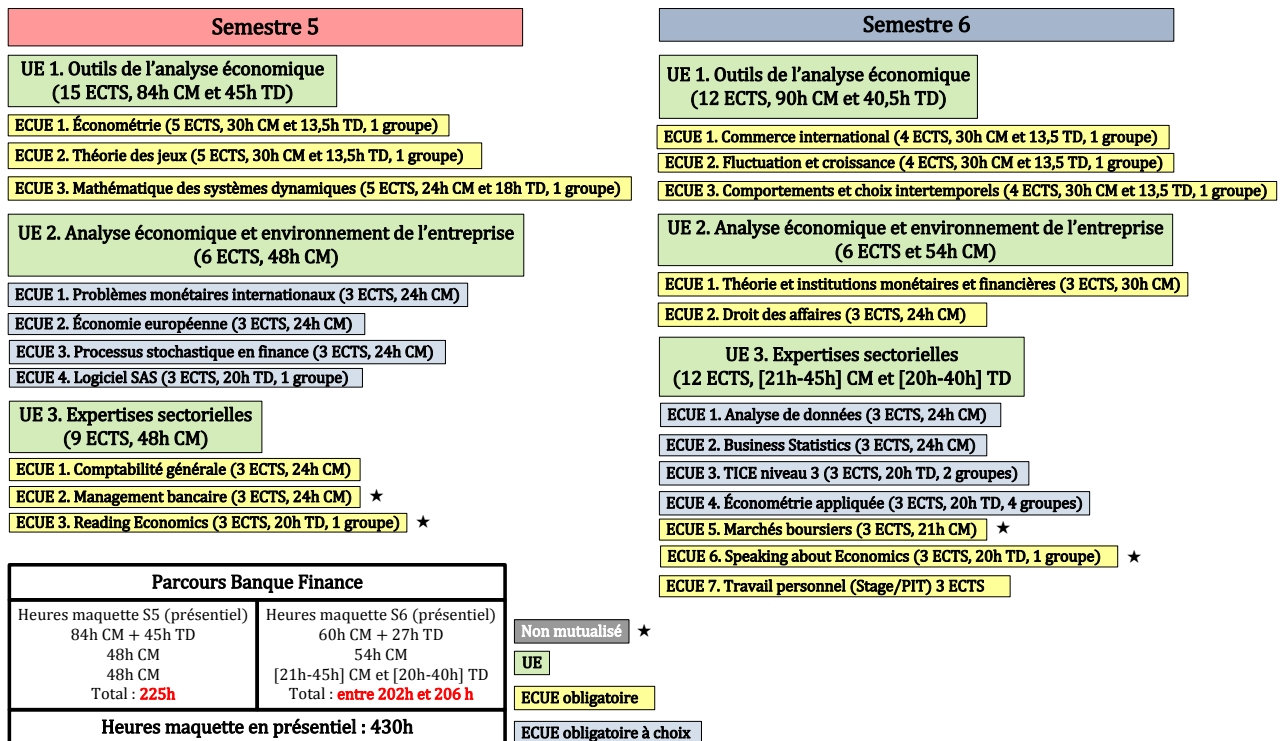 Semestre 5
UE 1. Outils de l'analyse économique
(15 ECTS, 84h CM et 45h TD)
ECUE 1. Économétrie (5 ECTS, 30h CM et 13,5h TD, 1 groupe)
ECUE 2. Théorie des jeux (5 ECTS, 30h CM et 13,5h TD, 1 groupe)
ECUE 3. Mathématique des systèmes dynamiques (5 ECTS, 24h CM et 18h TD, 1 groupe)
UE 2. Analyse économique et environnement de l'entreprise
(6 ECTS, 48h CM)
ECUE 1. Problèmes monétaires internationaux (3 ECTS, 24h CM)
ECUE 2. Économie européenne (3 ECTS, 24h CM)
ECUE 3. Processus stochastique en finance (3 ECTS, 24h CM)
ECUE 4. Logiciel SAS (3 ECTS, 20h TD, 1 groupe)
UE 3. Expertises sectorielles
(9 ECTS, 48h CM)
ECUE 1. Comptabilité générale (3 ECTS, 24h CM)
ECUE 2. Management bancaire (3 ECTS, 24h CM) ★
ECUE 3. Reading Economics (3 ECTS, 20h TD, 1 groupe) ★
Semestre 6
UE 1. Outils de l'analyse économique
(12 ECTS, 90h CM et 40,5h TD)
ECUE 1. Commerce international (4 ECTS, 30h CM et 13,5 TD, 1 groupe)
ECUE 2. Fluctuation et croissance (4 ECTS, 30h CM et 13,5 TD, 1 groupe)
ECUE 3. Comportements et choix intertemporels (4 ECTS, 30h CM et 13,5 TD, 1 groupe)
UE 2. Analyse économique et environnement de l'entreprise
(6 ECTS et 54h CM)
ECUE 1. Théorie et institutions monétaires et financières (3 ECTS, 30h CM)
ECUE 2. Droit des affaires (3 ECTS, 24h CM)
UE 3. Expertises sectorielles
(12 ECTS, [21h-45h] CM et [20h-40h] TD
ECUE 1. Analyse de données (3 ECTS, 24h CM)
ECUE 2. Business Statistics (3 ECTS, 24h CM)
ECUE 3. TICE niveau 3 (3 ECTS, 20h TD, 2 groupes)
ECUE 4. Économétrie appliquée (3 ECTS, 20h TD, 4 groupes)
ECUE 5. Marchés boursiers (3 ECTS, 21h CM) ★
ECUE 6. Speaking about Economics (3 ECTS, 20h TD, 1 groupe) ★
ECUE 7. Travail personnel (Stage/PIT) 3 ECTS
Parcours Banque Finance
Heures maquette S5 (présentiel)
84h CM + 45h TD
48h CM
48h CM
Total : 225h
Heures maquette S6 (présentiel)
60h CM + 27h TD
54h CM
[21h-45h] CM et [20h-40h] TD
Total : entre 202h et 206 h
Heures maquette en présentiel : 430h
Non mutualisé ★
UE
ECUE obligatoire
ECUE obligatoire à choix